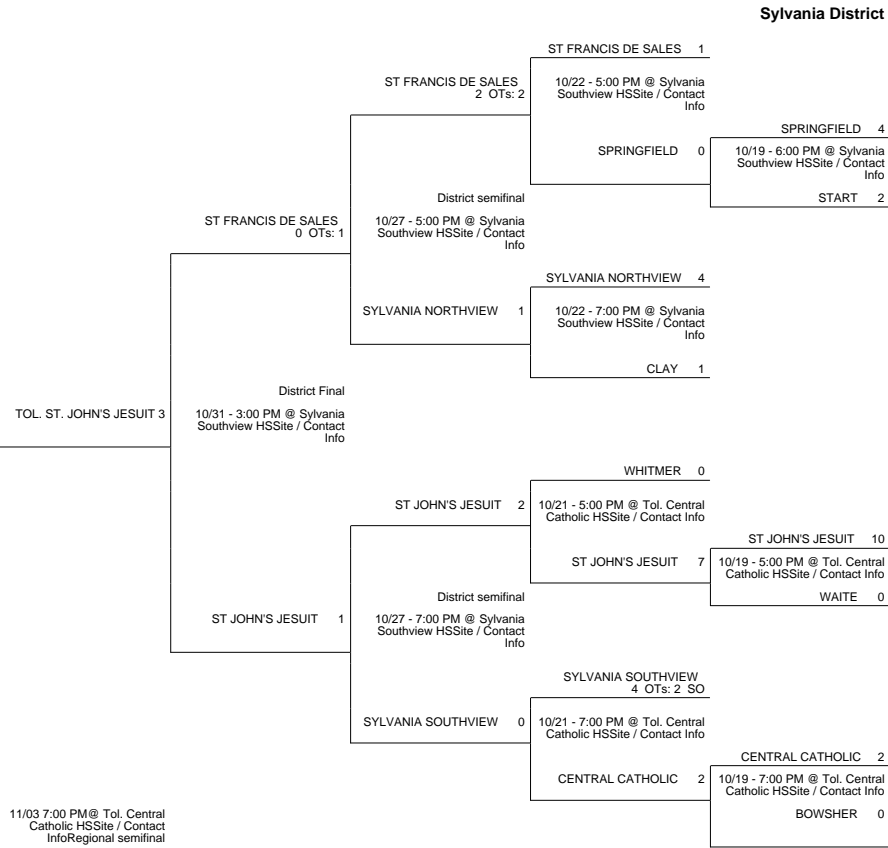 Sylvania District
ST FRANCIS DE SALES 1
ST FRANCIS DE SALES
2 OTs: 2
10/22 - 5:00 PM @ Sylvania
Southview HSSite / Contact
Info
SPRINGFIELD 4
SPRINGFIELD 0
10/19 - 6:00 PM @ Sylvania
Southview HSSite / Contact
Info
START 2
District semifinal
ST FRANCIS DE SALES
0 OTs: 1
10/27 - 5:00 PM @ Sylvania
Southview HSSite / Contact
Info
SYLVANIA NORTHVIEW 4
SYLVANIA NORTHVIEW 1
10/22 - 7:00 PM @ Sylvania
Southview HSSite / Contact
Info
CLAY 1
District Final
TOL. ST. JOHN'S JESUIT 3
10/31 - 3:00 PM @ Sylvania
Southview HSSite / Contact
Info
WHITMER 0
ST JOHN'S JESUIT 2
10/21 - 5:00 PM @ Tol. Central
Catholic HSSite / Contact Info
ST JOHN'S JESUIT 10
ST JOHN'S JESUIT 7
10/19 - 5:00 PM @ Tol. Central
Catholic HSSite / Contact Info
WAITE 0
District semifinal
ST JOHN'S JESUIT 1
10/27 - 7:00 PM @ Sylvania
Southview HSSite / Contact
Info
SYLVANIA SOUTHVIEW
4 OTs: 2 SO
SYLVANIA SOUTHVIEW 0
10/21 - 7:00 PM @ Tol. Central
Catholic HSSite / Contact Info
CENTRAL CATHOLIC 2
CENTRAL CATHOLIC 2
10/19 - 7:00 PM @ Tol. Central
Catholic HSSite / Contact Info
BOWSHER 0
11/03 7:00 PM@ Tol. Central
Catholic HSSite / Contact
InfoRegional semifinal